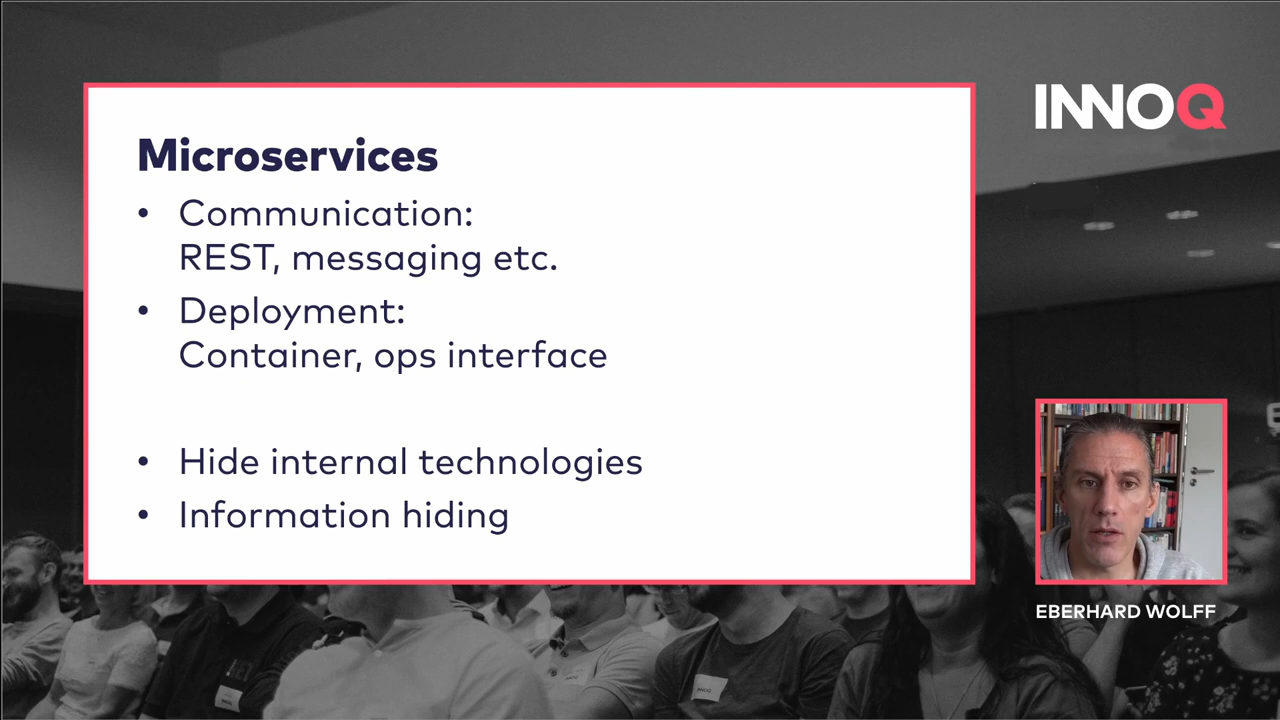 INNOQ
Microservices
• Communication:
REST, messaging etc.
• Deployment:
Container, ops interface
• Hide internal technologies
• Information hiding
EBERHARD WOLFF